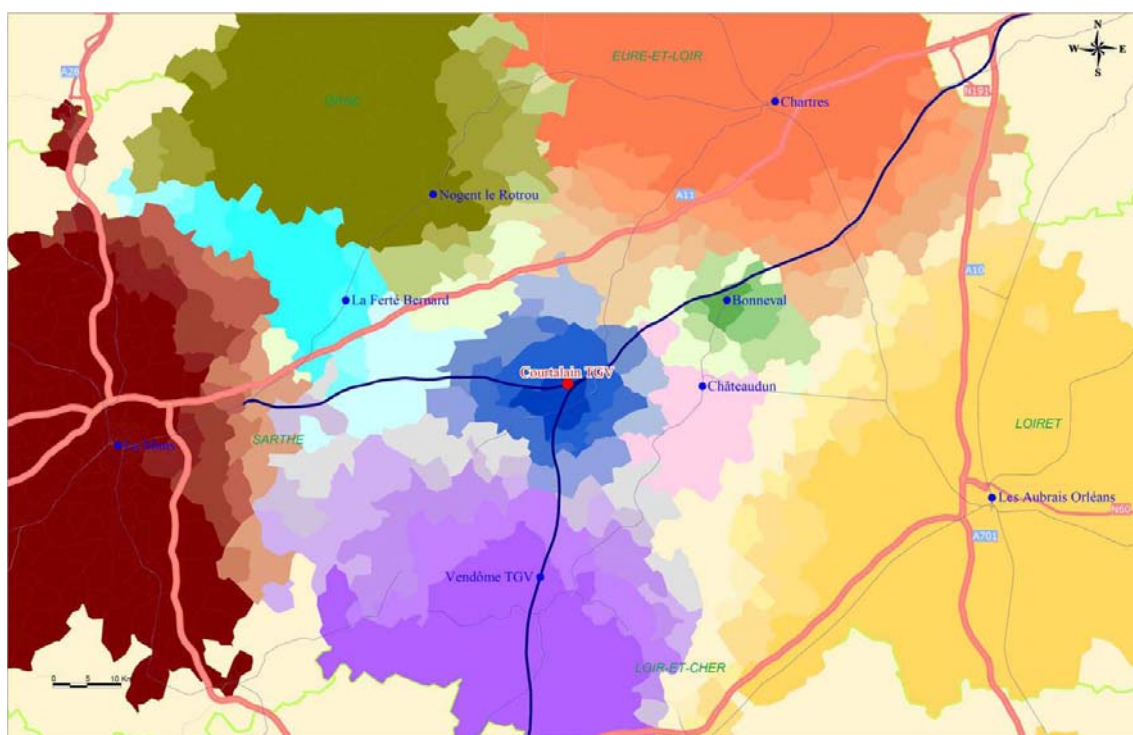 N
W E
S
EURE-ET-LOIR
A28
ORNE
N191
Chartres
Nogent le Rotrou
A11
A10
La Ferté Bernard
Bonneval
Courtalain TGV
Châteaudun
LOIRET
SARTHE
Le Mans
Les Aubrais Orléans
N60
A701
Vendôme TGV
LOIR-ET-CHER
0 5 10 Km